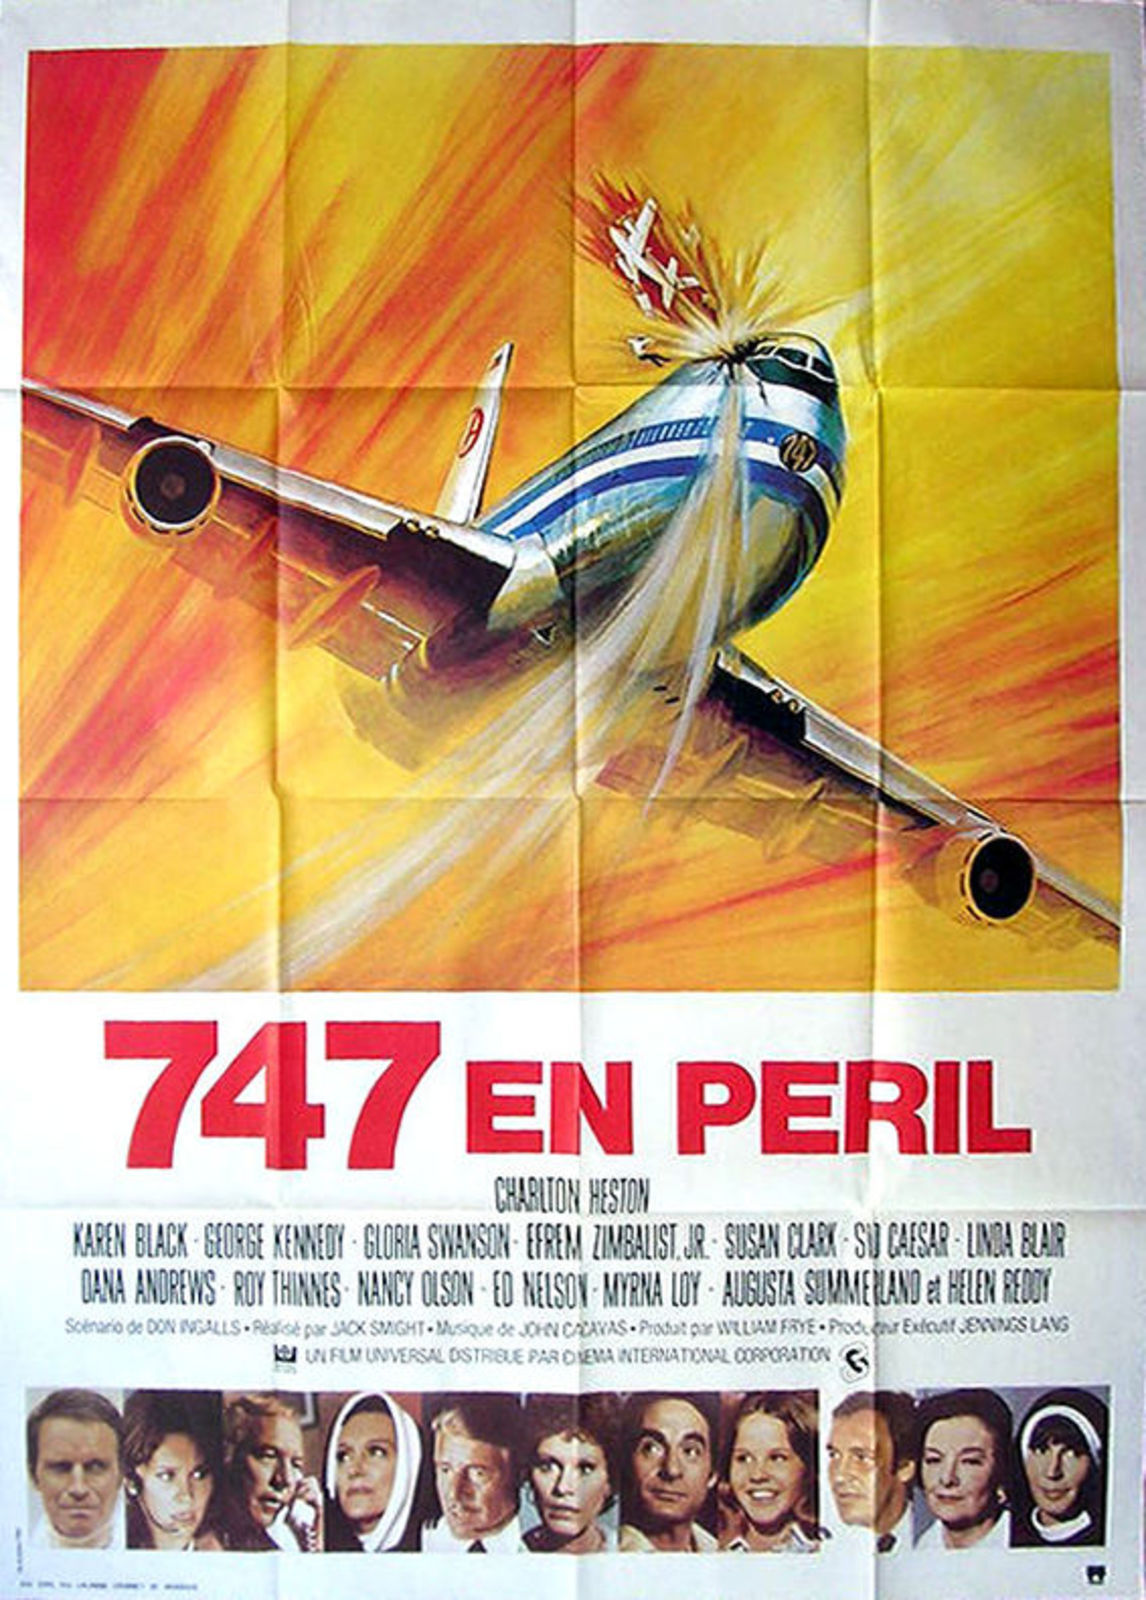 747
747 EN PERIL
CHARLTON HESTON
KAREN BLACK · GEORGE KENNEDY · GLORIA SWANSON · EFREM ZIMBALIST, JR. · SUSAN CLARK · SID CAESAR · LINDA BLAIR
DANA ANDREWS · ROY THINNES · NANCY OLSON · ED NELSON · MYRNA LOY · AUGUSTA SUMMERLAND et HELEN REDDY
Scénario de DON INGALLS • Réalisé par JACK SMIGHT • Musique de JOHN CACAVAS • Produit par WILLIAM FRYE • Producteur Exécutif JENNINGS LANG
UN FILM UNIVERSAL DISTRIBUE PAR CINEMA INTERNATIONAL CORPORATION